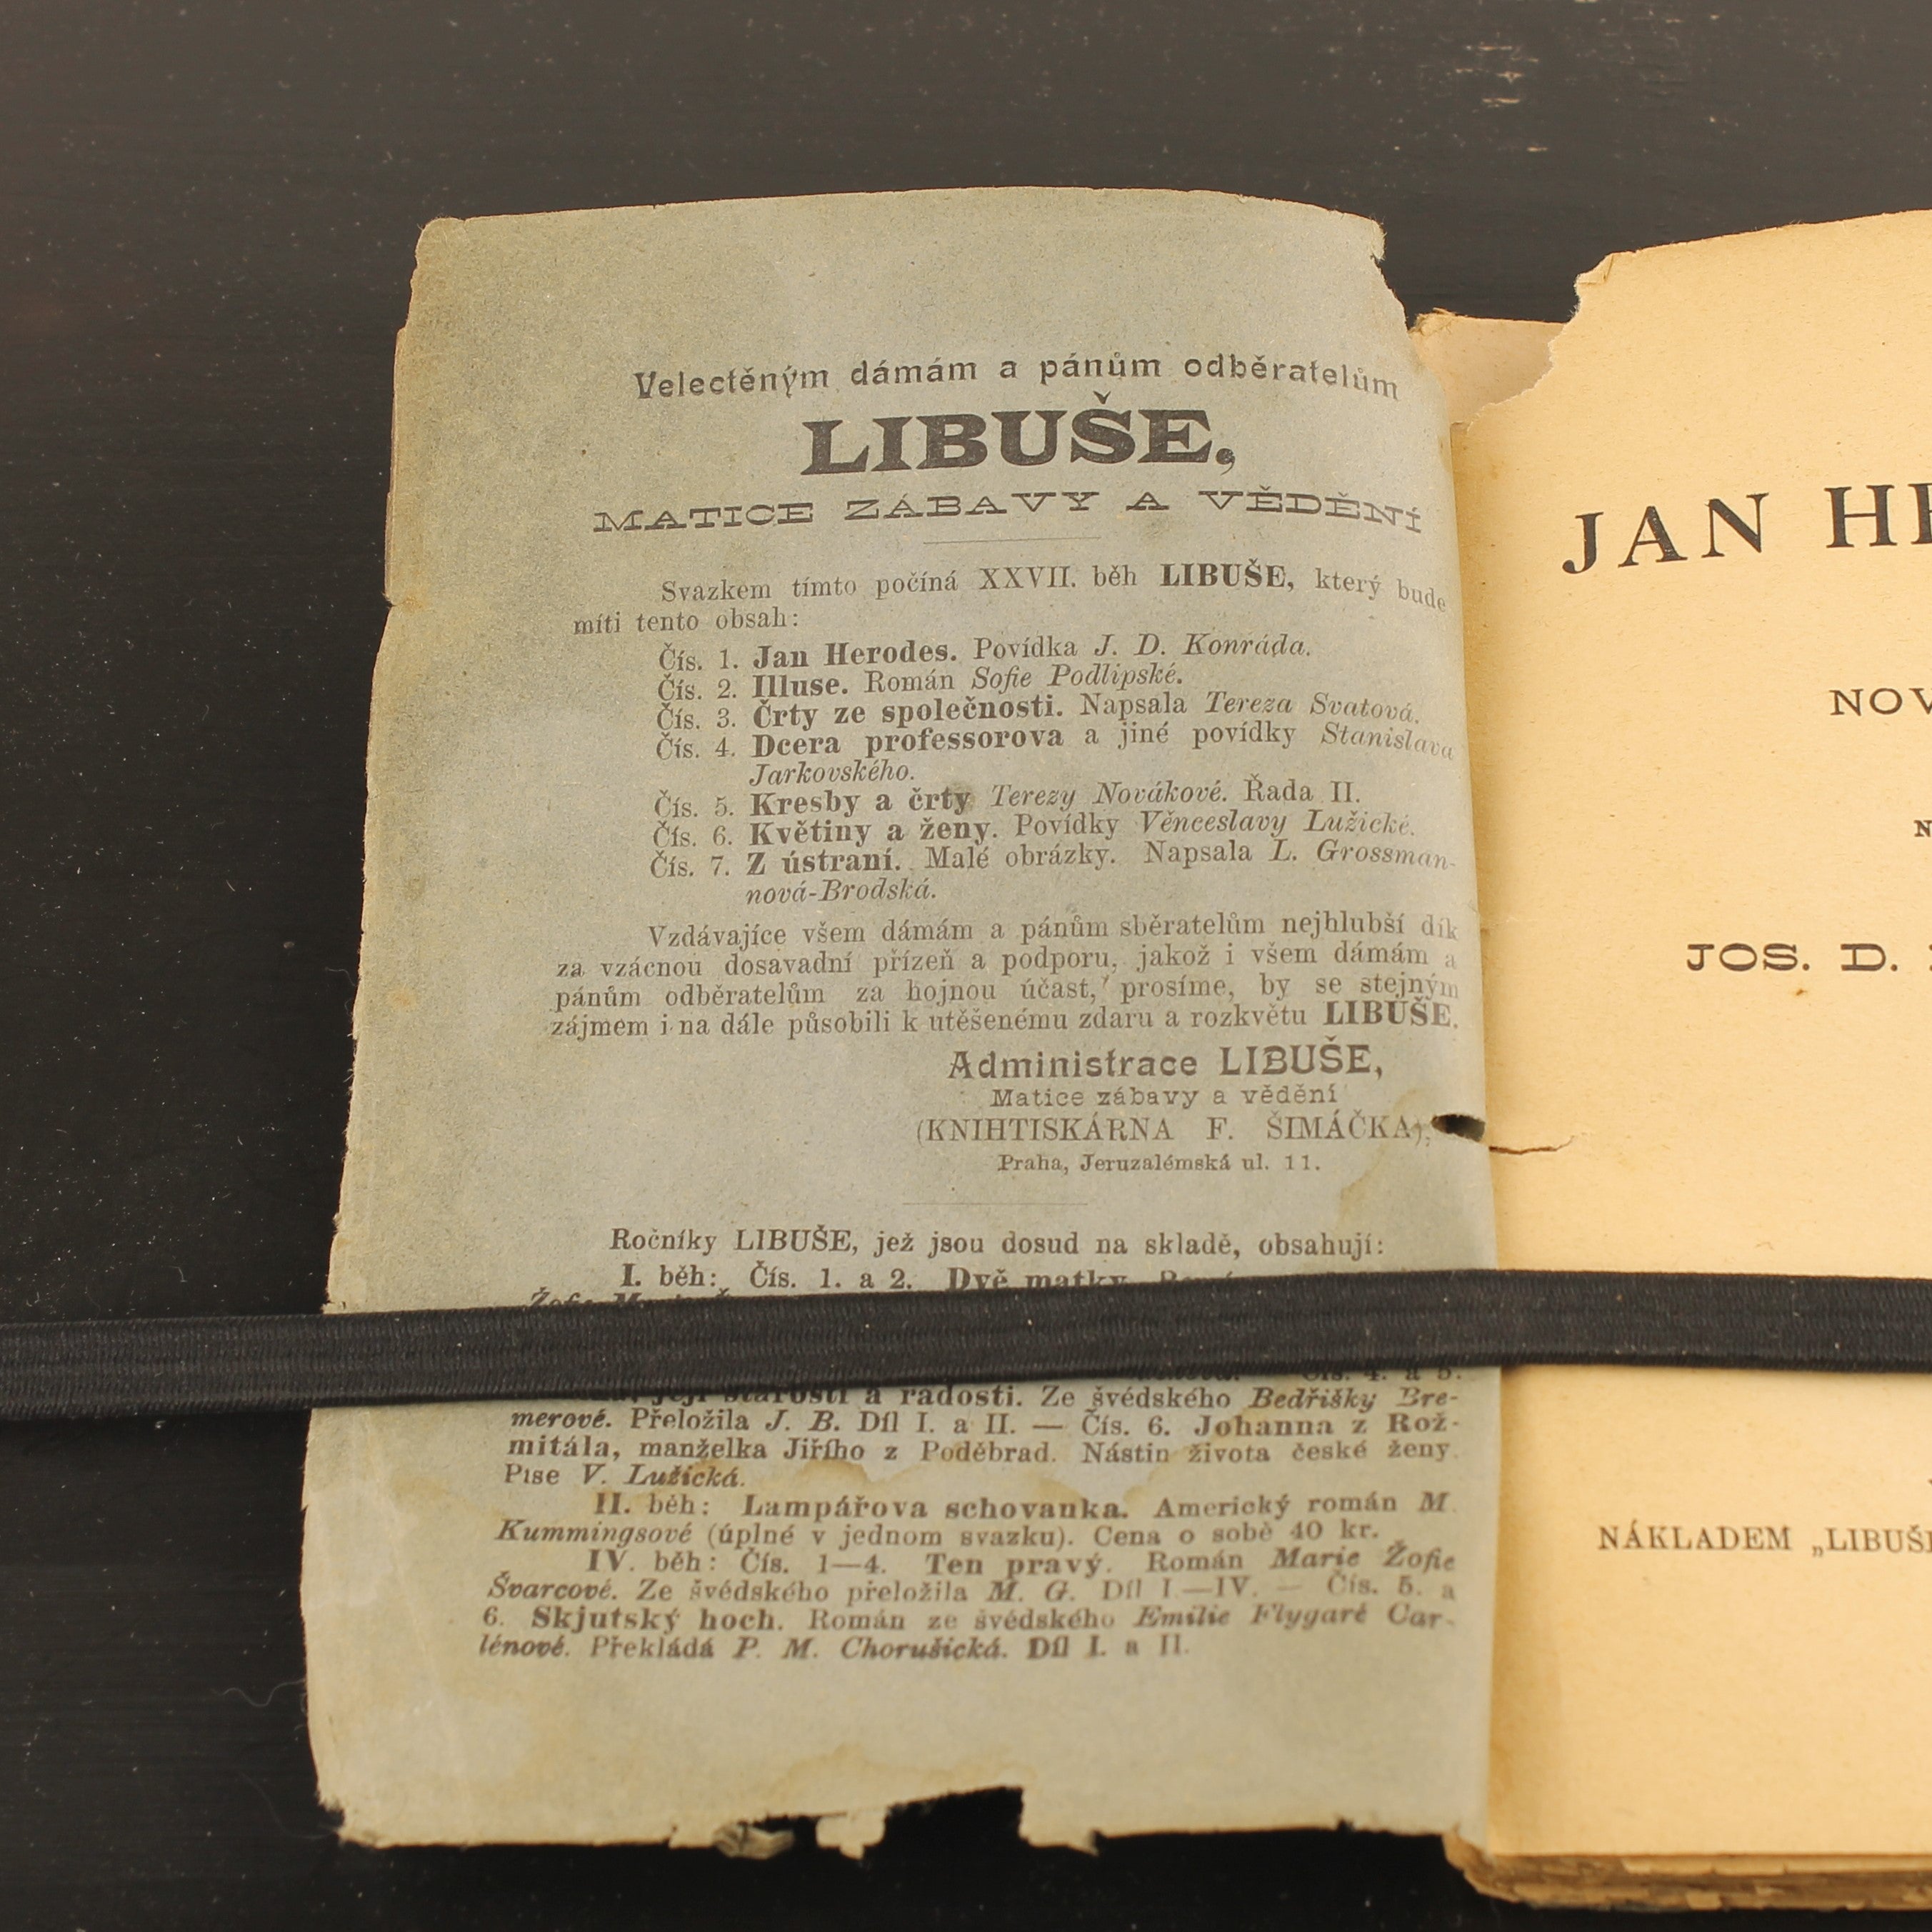 Velectěným dámám a pánům odběratelům
LIBUŠE,
MATICE ZÁBAVY A VĚDĚNÍ
Svazkem tímto počíná XXVII. běh LIBUŠE, který bude
míti tento obsah:
Čís. 1. Jan Herodes. Povídka J. D. Konráda.
Čís. 2. Illuse. Román Sofie Podlipské.
Čís. 3. Črty ze společnosti. Napsala Tereza Svatová.
Čís. 4. Dcera professorova a jiné povídky Stanislava
Jarkovského.
Čís. 5. Kresby a črty Terezy Novákové. Řada II.
Čís. 6. Květiny a ženy. Povídky Věnceslavy Lužické.
Čís. 7. Z ústraní. Malé obrázky. Napsala L. Grossman-
nová-Brodská.
Vzdávajíce všem dámám a pánům sběratelům nejhlubší dík
za vzácnou dosavadní přízeň a podporu, jakož i všem dámám a
pánům odběratelům za hojnou účast, prosíme, by se stejným
zájmem i na dále působili k utěšenému zdaru a rozkvětu LIBUŠE.
Administrace LIBUŠE,
Matice zábavy a vědění
(KNIHTISKÁRNA F. ŠIMÁČKA),
Praha, Jeruzalémská ul. 11.
Ročníky LIBUŠE, jež jsou dosud na skladě, obsahují:
I. běh: Čís. 1. a 2. Dvě matky.
Čís. 4. a 5.
její starosti a radosti. Ze švédského Bedřišky Bre-
merové. Přeložila J. B. Díl I. a II. — Čís. 6. Johanna z Rož-
mitála, manželka Jiřího z Poděbrad. Nástin života české ženy.
Píše V. Lužická.
II. běh: Lampářova schovanka. Americký román M.
Kummingsové (úplné v jednom svazku). Cena o sobě 40 kr.
IV. běh: Čís. 1—4. Ten pravý. Román Marie Žofie
Švarcové. Ze švédského přeložila M. G. Díl I.—IV. — Čís. 5. a
6. Skjutský hoch. Román ze švédského Emilie Flygaré Car-
lénové. Překládá P. M. Chorušická. Díl I. a II.
JAN HE
NOV
N
JOS. D.
NÁKLADEM „LIBUŠE